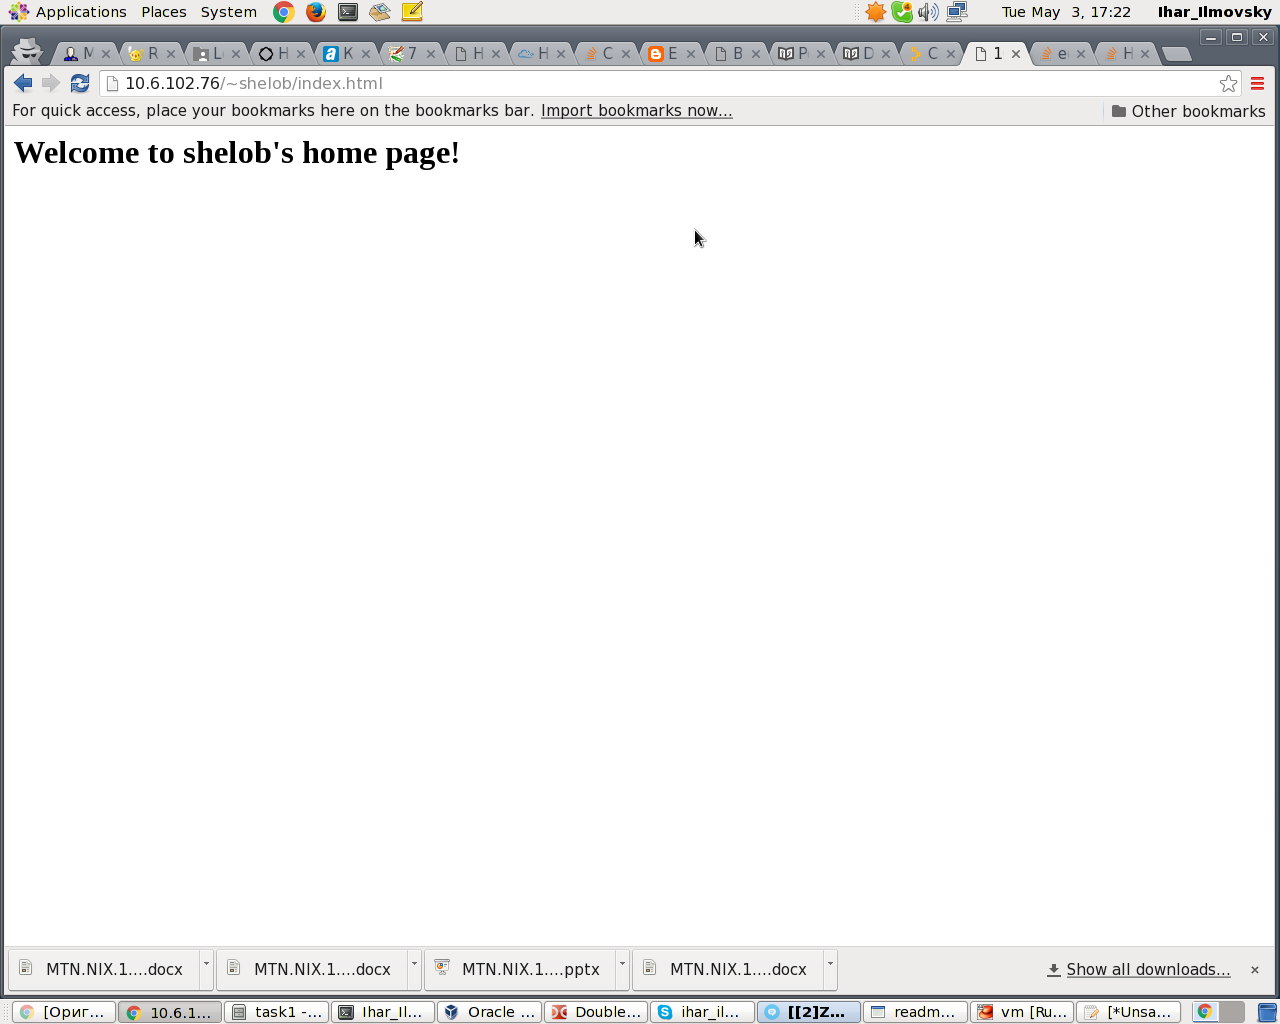 Applications Places System Tue May 3, 17:22 Ihar_Ilmovsky
M R L H K 7 H H C E B P D C 1 e H
10.6.102.76/~shelob/index.html
For quick access, place your bookmarks here on the bookmarks bar. Import bookmarks now... Other bookmarks
Welcome to shelob's home page!
MTN.NIX.1....docx MTN.NIX.1....docx MTN.NIX.1....pptx MTN.NIX.1....docx Show all downloads...
[Ориг... 10.6.1... task1 -... Ihar_Il... Oracle ... Double... ihar_il... [[2]Z... readm... vm [Ru... [*Unsa...